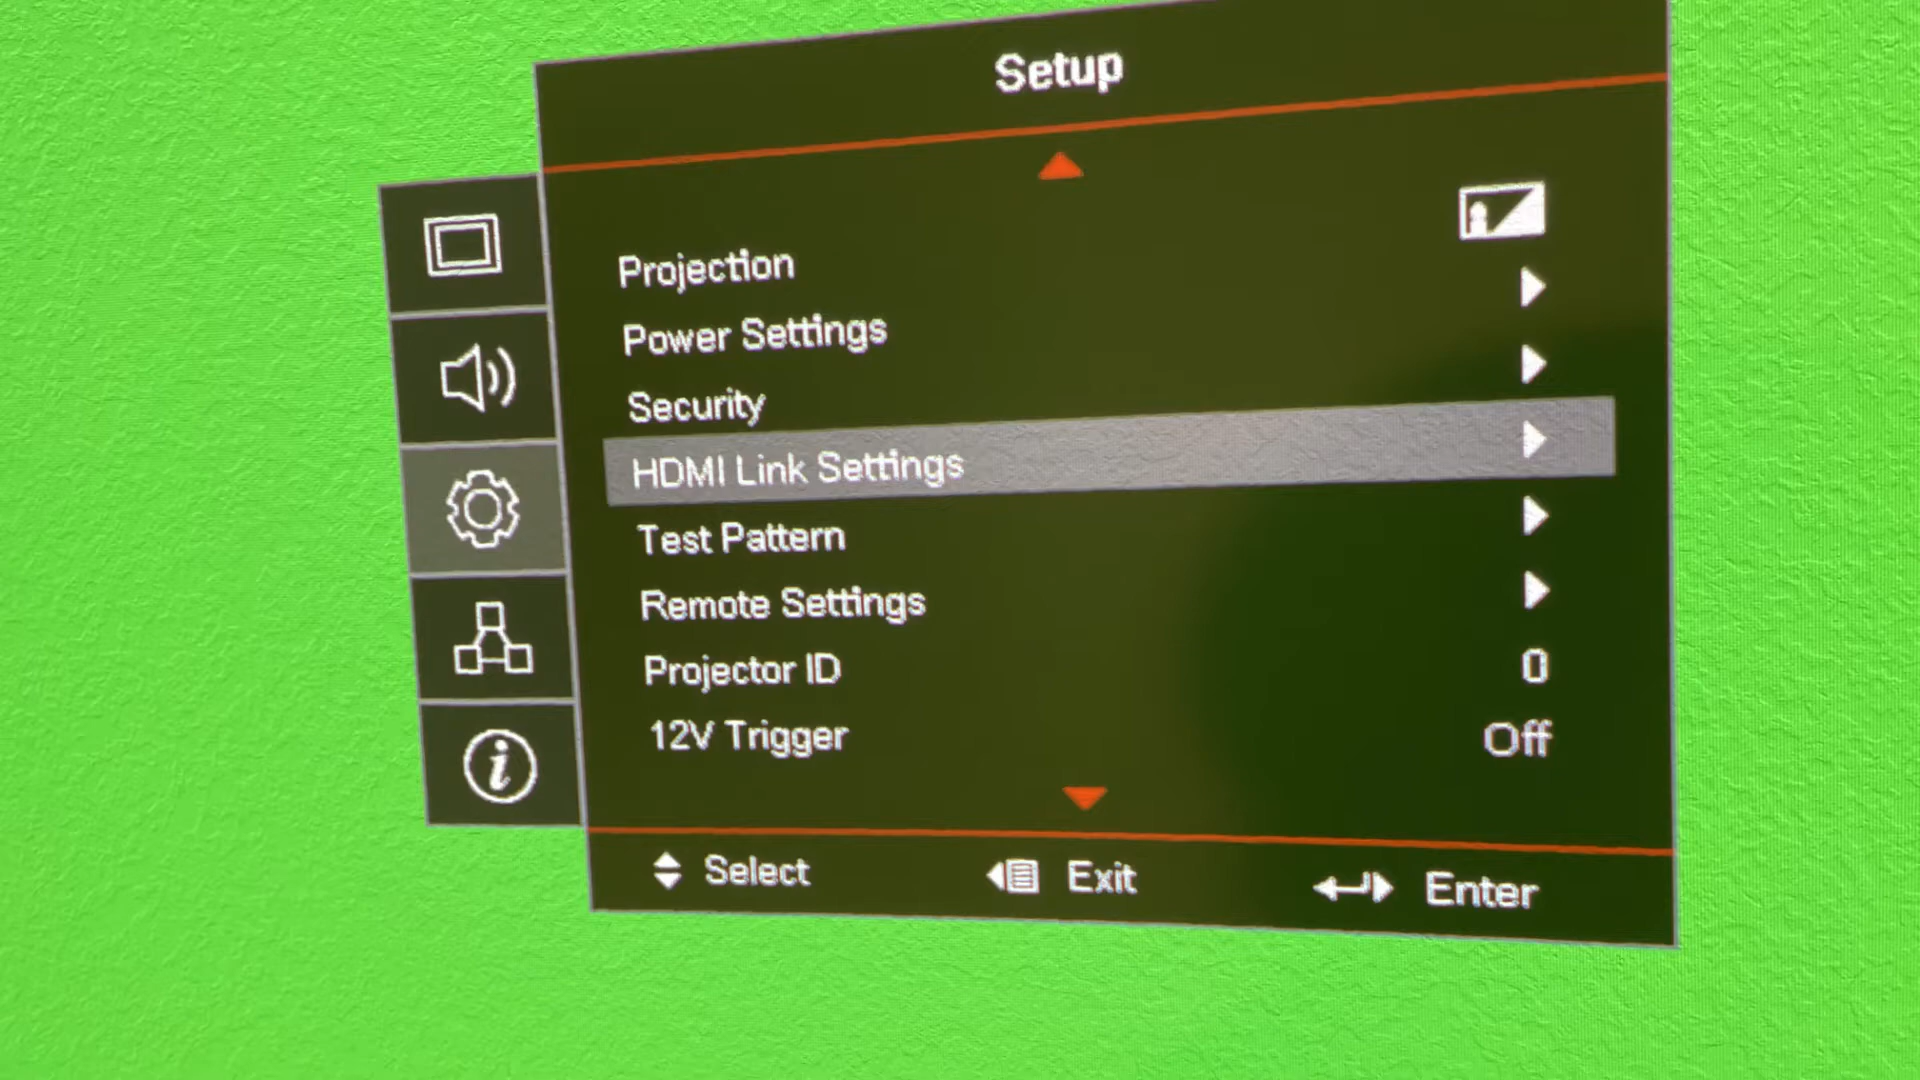 Setup
Projection
Power Settings
Security
HDMI Link Settings
Test Pattern
Remote Settings
Projector ID 0
12V Trigger Off
Select Exit Enter